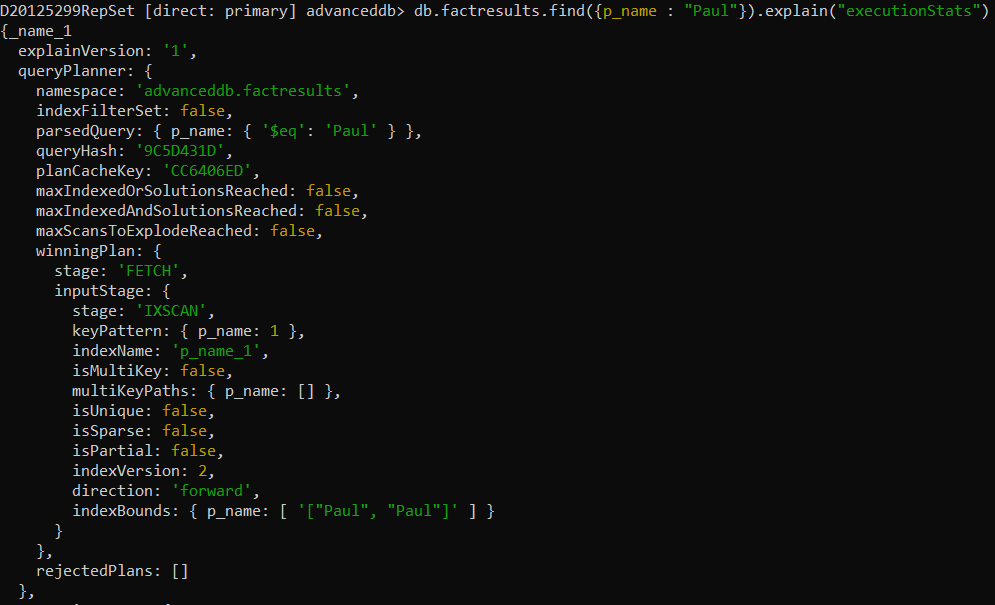 D20125299RepSet [direct: primary] advanceddb> db.factresults.find({p_name : "Paul"}).explain("executionStats")
{_name_1
  explainVersion: '1',
  queryPlanner: {
    namespace: 'advanceddb.factresults',
    indexFilterSet: false,
    parsedQuery: { p_name: { '$eq': 'Paul' } },
    queryHash: '9C5D431D',
    planCacheKey: 'CC6406ED',
    maxIndexedOrSolutionsReached: false,
    maxIndexedAndSolutionsReached: false,
    maxScansToExplodeReached: false,
    winningPlan: {
      stage: 'FETCH',
      inputStage: {
        stage: 'IXSCAN',
        keyPattern: { p_name: 1 },
        indexName: 'p_name_1',
        isMultiKey: false,
        multiKeyPaths: { p_name: [] },
        isUnique: false,
        isSparse: false,
        isPartial: false,
        indexVersion: 2,
        direction: 'forward',
        indexBounds: { p_name: [ '["Paul", "Paul"]' ] }
      }
    },
    rejectedPlans: []
  },